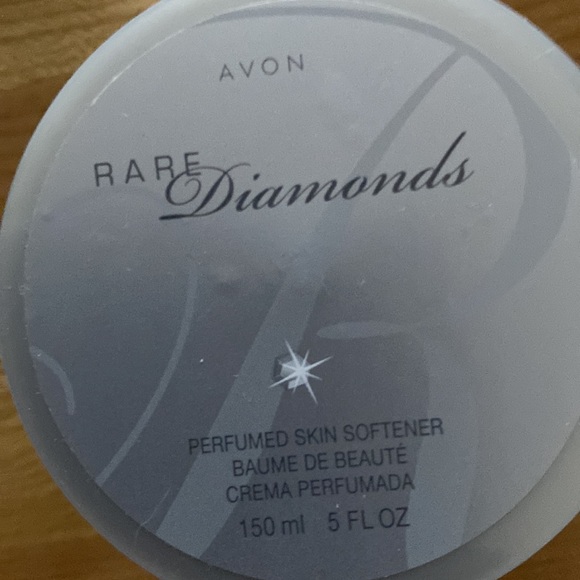 AVON
RARE Diamonds
PERFUMED SKIN SOFTENER
BAUME DE BEAUTÉ
CREMA PERFUMADA
150 ml 5 FL OZ